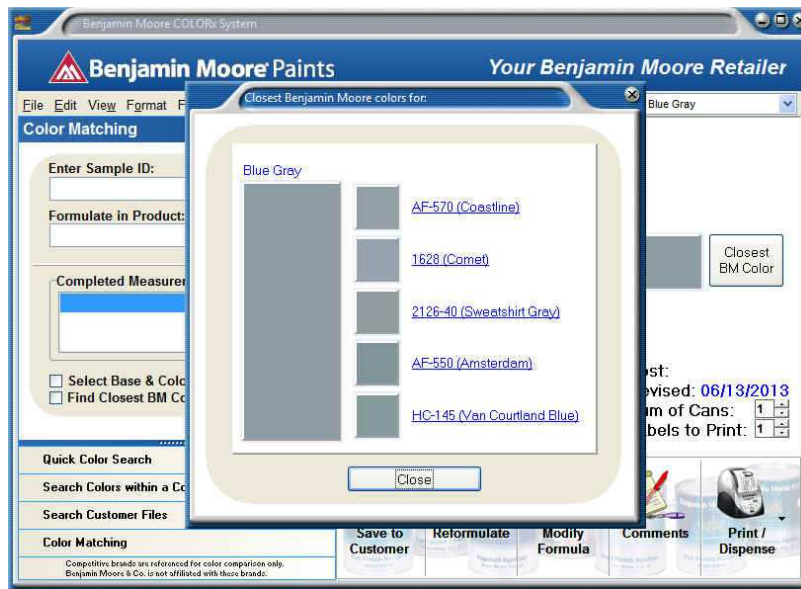 Benjamin Moore COLORx System
Benjamin Moore Paints
Your Benjamin Moore Retailer
File Edit View Format F
Closest Benjamin Moore colors for:
Blue Gray
Color Matching
Enter Sample ID:
Formulate in Product:
Completed Measurer
Select Base & Colo
Find Closest BM Co
Blue Gray
AF-570 (Coastline)
1628 (Comet)
2126-40 (Sweatshirt Gray)
AF-550 (Amsterdam)
HC-145 (Van Courtland Blue)
Close
Closest
BM Color
ost:
evised: 06/13/2013
um of Cans: 1
bels to Print: 1
Quick Color Search
Search Colors within a Co
Search Customer Files
Color Matching
Competitive brands are referenced for color comparison only.
Benjamin Moore & Co. is not affiliated with these brands.
Save to
Customer
Reformulate
Modify
Formula
Comments
Print /
Dispense